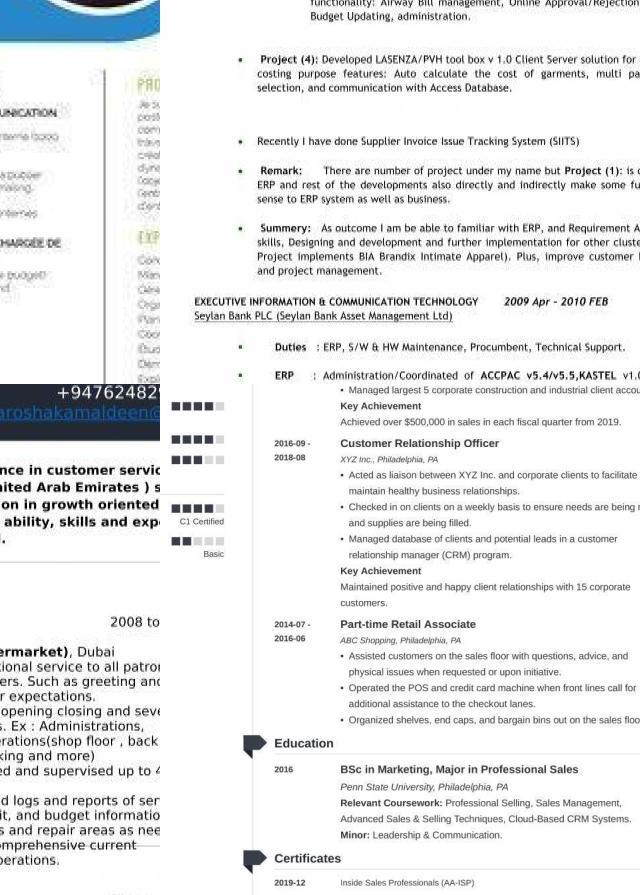 functionality: Airway Bill management, Online Approval/Rejection
Budget Updating, administration.
Project (4): Developed LASENZA/PVH tool box v 1.0 Client Server solution for
costing purpose features: Auto calculate the cost of garments, multi
selection, and communication with Access Database.
Recently I have done Supplier Invoice Issue Tracking System (SIITS)
Remark: There are number of project under my name but Project (1): is
ERP and rest of the developments also directly and indirectly make some
sense to ERP system as well as business.
Summary: As outcome I am be able to familiar with ERP, and Requirement
skills, Designing and development and further implementation for other
Project implements BIA Brandix Intimate Apparel). Plus, improve customer
and project management.
EXECUTIVE INFORMATION & COMMUNICATION TECHNOLOGY 2009 Apr - 2010 FEB
Seylan Bank PLC (Seylan Bank Asset Management Ltd)
Duties : ERP, S/W & HW Maintenance, Procumbent, Technical Support.
ERP : Administration/Coordinated of ACCPAC v5.4/v5.5,KASTEL v1.0
CHARGÉE DE
+94762482
aroshakamaldeen@
nce in customer servic
nited Arab Emirates ) s
on in growth oriented
ability, skills and exp
2008 to
ermarket), Dubai
tional service to all patror
ers. Such as greeting and
r expectations.
opening closing and seve
s. Ex : Administrations,
erations(shop floor , back
king and more)
ed and supervised up to 4
d logs and reports of ser
it, and budget informatio
s and repair areas as nee
omprehensive current
perations.
C1 Certified
Basic
• Managed largest 5 corporate construction and industrial client accou
Key Achievement
Achieved over $500,000 in sales in each fiscal quarter from 2019.
2016-09 - Customer Relationship Officer
2018-08 XYZ Inc., Philadelphia, PA
• Acted as liaison between XYZ Inc. and corporate clients to facilitate
maintain healthy business relationships.
• Checked in on clients on a weekly basis to ensure needs are being
and supplies are being filled.
• Managed database of clients and potential leads in a customer
relationship manager (CRM) program.
Key Achievement
Maintained positive and happy client relationships with 15 corporate
customers.
2014-07 - Part-time Retail Associate
2016-06 ABC Shopping, Philadelphia, PA
• Assisted customers on the sales floor with questions, advice, and
physical issues when requested or upon initiative.
• Operated the POS and credit card machine when front lines call for
additional assistance to the checkout lanes.
• Organized shelves, end caps, and bargain bins out on the sales floo
Education
2016 BSc in Marketing, Major in Professional Sales
Penn State University, Philadelphia, PA
Relevant Coursework: Professional Selling, Sales Management,
Advanced Sales & Selling Techniques, Cloud-Based CRM Systems.
Minor: Leadership & Communication.
Certificates
2019-12 Inside Sales Professionals (AA-ISP)